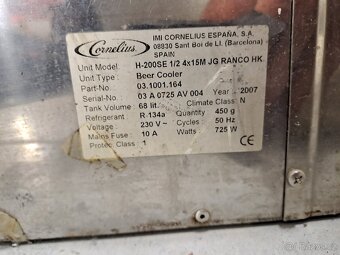 Cornelius
IMI CORNELIUS ESPAÑA, S.A.
08830 Sant Boi de Ll. (Barcelona)
SPAIN
Unit Model: H-200SE 1/2 4x15M JG RANCO HK
Unit Type: Beer Cooler
Part-No: 03.1001.164
Serial-No: 03 A 0725 AV 004 Year: 2007
Tank Volume: 68 lit. Climate Class: N
Refrigerant: R-134a Quantity: 450 g
Voltage: 230 V~ Cycles: 50 Hz
Mains Fuse: 10 A Watts: 725 W
Protec. Class: 1
CE